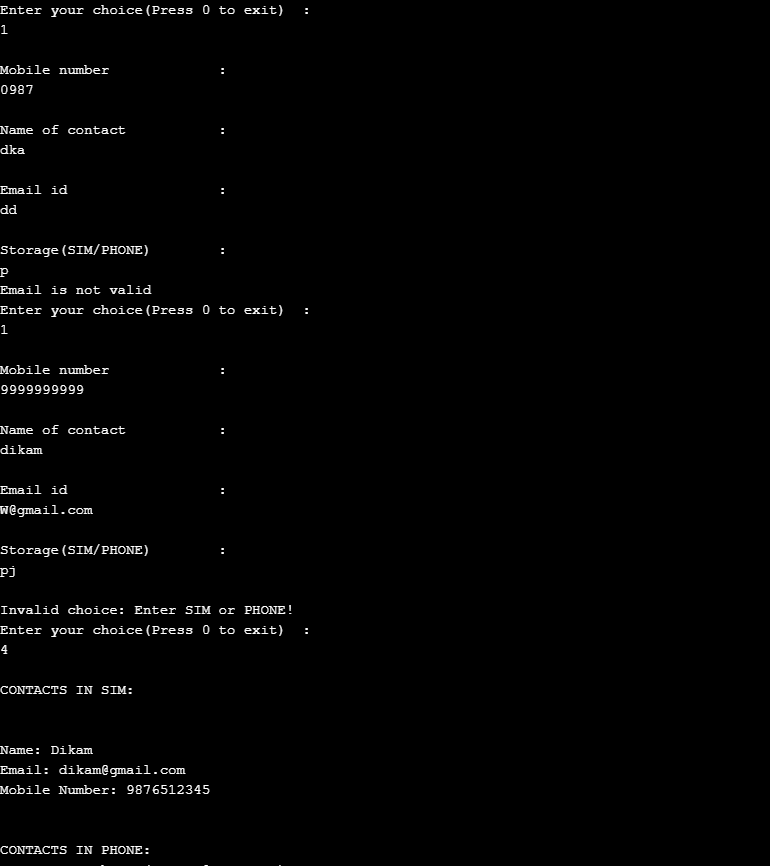 Enter your choice(Press 0 to exit)  :
1
Mobile number             :
0987
Name of contact           :
dka
Email id                  :
dd
Storage(SIM/PHONE)        :
p
Email is not valid
Enter your choice(Press 0 to exit)  :
1
Mobile number             :
9999999999
Name of contact           :
dikam
Email id                  :
W@gmail.com
Storage(SIM/PHONE)        :
pj
Invalid choice: Enter SIM or PHONE!
Enter your choice(Press 0 to exit)  :
4
CONTACTS IN SIM:
Name: Dikam
Email: dikam@gmail.com
Mobile Number: 9876512345
CONTACTS IN PHONE: